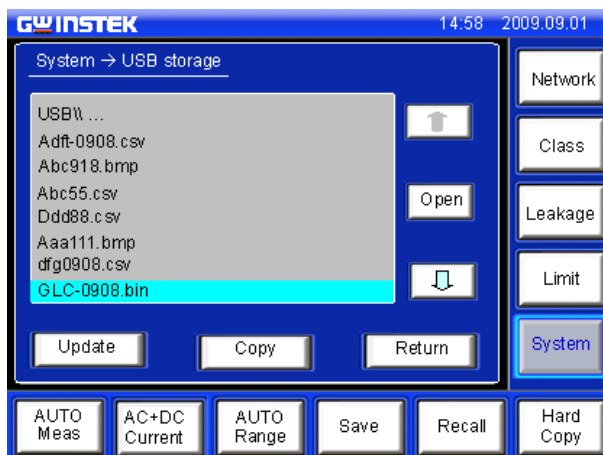 GWINSTEK 14:58 2009.09.01
System → USB storage
USB\\ ...
Adft-0908.csv
Abc918.bmp
Abc55.csv
Ddd88.csv
Aaa111.bmp
dfg0908.csv
GLC-0908.bin
Open
Update
Copy
Return
Network
Class
Leakage
Limit
System
AUTO
Meas
AC+DC
Current
AUTO
Range
Save
Recall
Hard
Copy